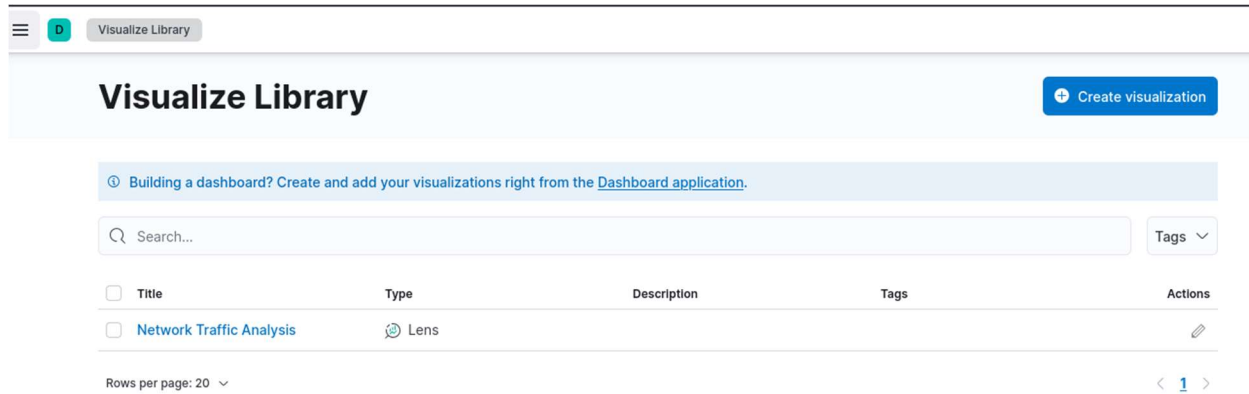 D Visualize Library
Visualize Library
Create visualization
Building a dashboard? Create and add your visualizations right from the Dashboard application.
Search...
Tags
Title Type Description Tags Actions
Network Traffic Analysis Lens
Rows per page: 20
1